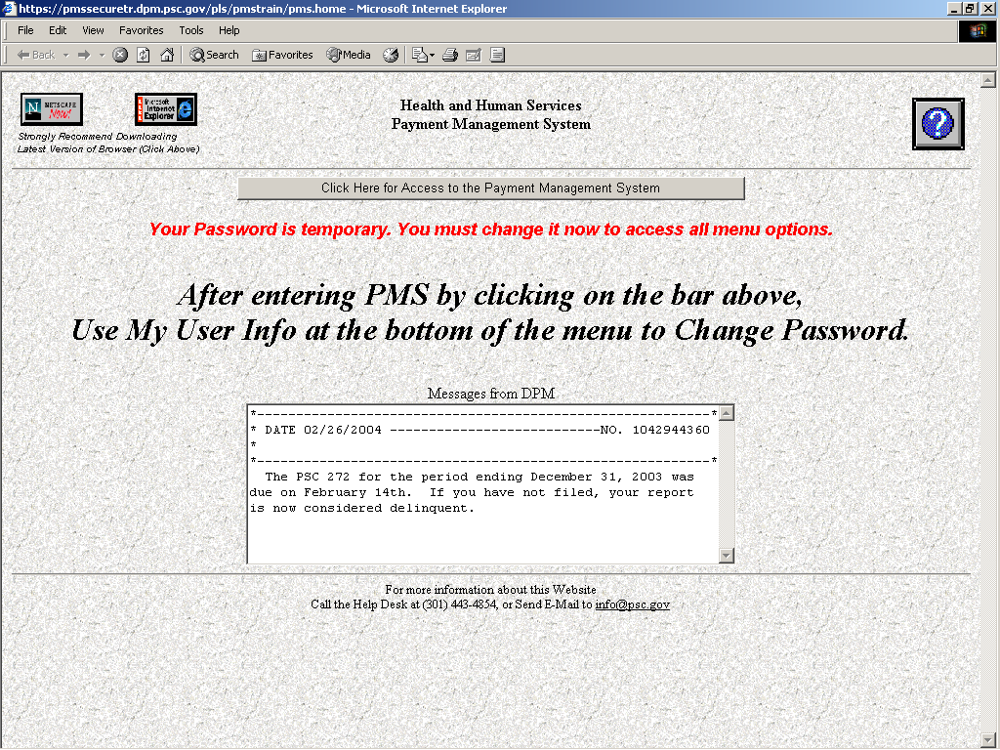 https://pmssecuretr.dpm.psc.gov/pls/pmstrain/pms.home - Microsoft Internet Explorer
File Edit View Favorites Tools Help
Back Search Favorites Media
NETSCAPE
Now!
Microsoft
Internet
Explorer
Strongly Recommend Downloading
Latest Version of Browser (Click Above)
Health and Human Services
Payment Management System
?
Click Here for Access to the Payment Management System
Your Password is temporary. You must change it now to access all menu options.
After entering PMS by clicking on the bar above,
Use My User Info at the bottom of the menu to Change Password.
Messages from DPM
*----------------------------------------------------------*
* DATE 02/26/2004 ---------------------------NO. 1042944360
*
*----------------------------------------------------------*
The PSC 272 for the period ending December 31, 2003 was
due on February 14th.  If you have not filed, your report
is now considered delinquent.
For more information about this Website
Call the Help Desk at (301) 443-4854, or Send E-Mail to info@psc.gov